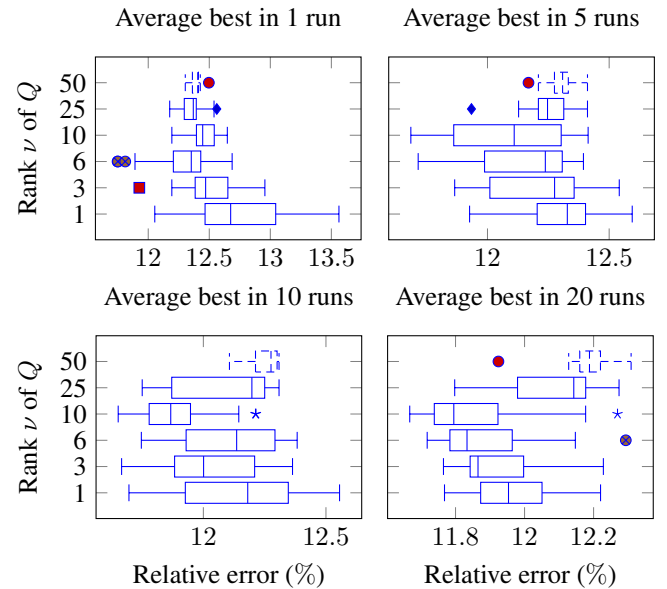 Average best in 1 run
Average best in 5 runs
Rank ν of Q
50
25
10
6
3
1
12
12.5
13
13.5
12
12.5
Average best in 10 runs
Average best in 20 runs
Rank ν of Q
50
25
10
6
3
1
12
12.5
11.8
12
12.2
Relative error (%)
Relative error (%)